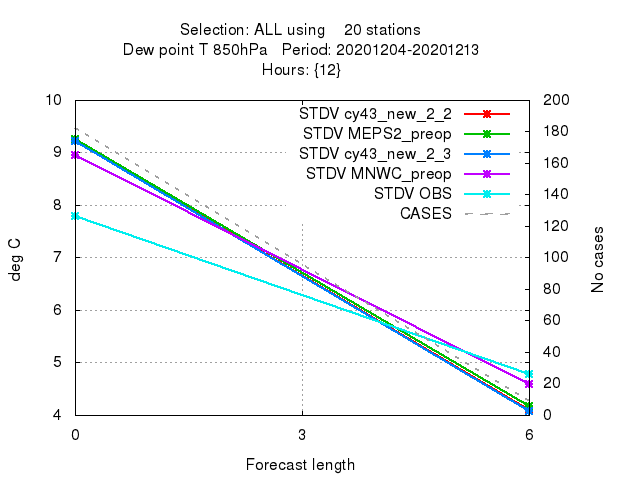 Selection: ALL using 20 stations
Dew point T 850hPa Period: 20201204-20201213
Hours: {12}
10 200
STDV cy43_new_2_2
180
STDV MEPS2_preop
9
STDV cy43_new_2_3
160
STDV MNWC_preop
140
STDV OBS
8
CASES
120
7 100
deg C
No cases
80
6
60
5 40
20
4 0
0 3 6
Forecast length